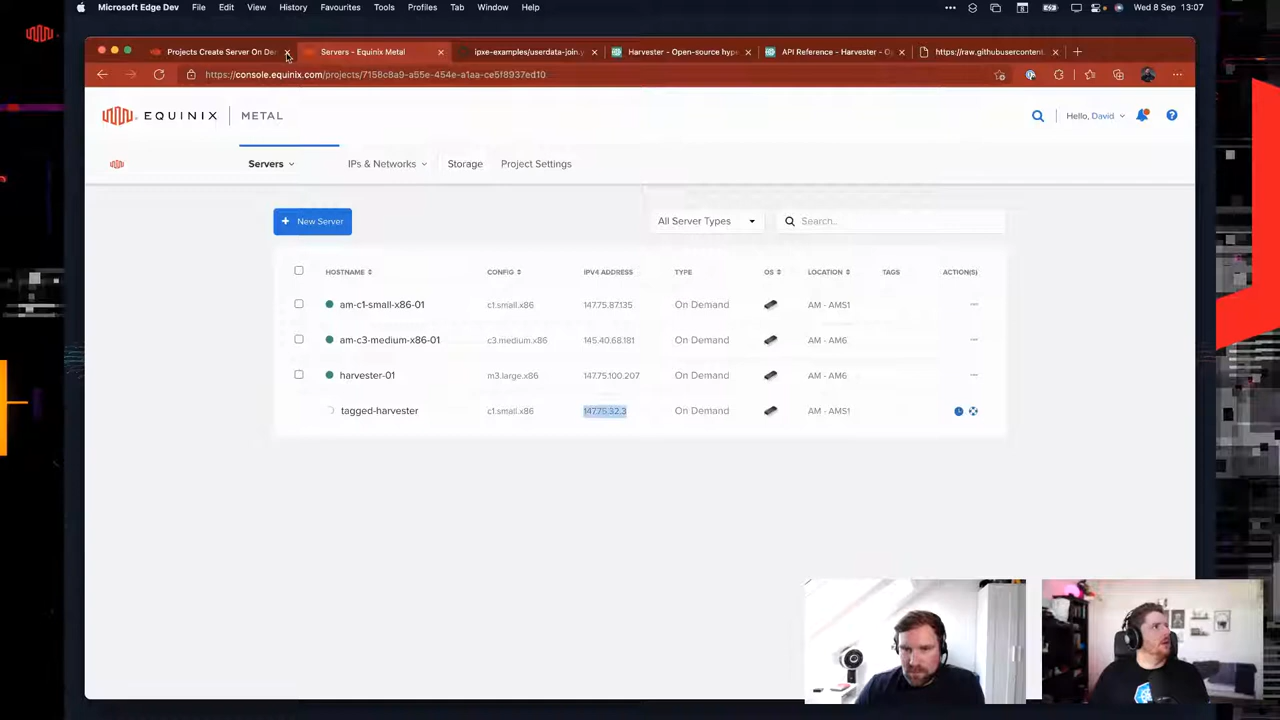 Microsoft Edge Dev File Edit View History Favourites Tools Profiles Tab Window Help ••• Wed 8 Sep 13:07
Projects Create Server On De × Servers - Equinix Metal × ipxe-examples/userdata-join.y × Harvester - Open-source hype × API Reference - Harvester - O × https://raw.githubusercontent. × +
https://console.equinix.com/projects/7158c8a9-a55e-454e-a1aa-ce5f8937ed10
EQUINIX | METAL Hello, David
Servers IPs & Networks Storage Project Settings
+ New Server All Server Types Search..
HOSTNAME CONFIG IPV4 ADDRESS TYPE OS LOCATION TAGS ACTION(S)
am-c1-small-x86-01 c1.small.x86 147.75.87.135 On Demand AM - AMS1
am-c3-medium-x86-01 c3.medium.x86 145.40.68.181 On Demand AM - AM6
harvester-01 m3.large.x86 147.75.100.207 On Demand AM - AM6
tagged-harvester c1.small.x86 147.75.32.3 On Demand AM - AMS1